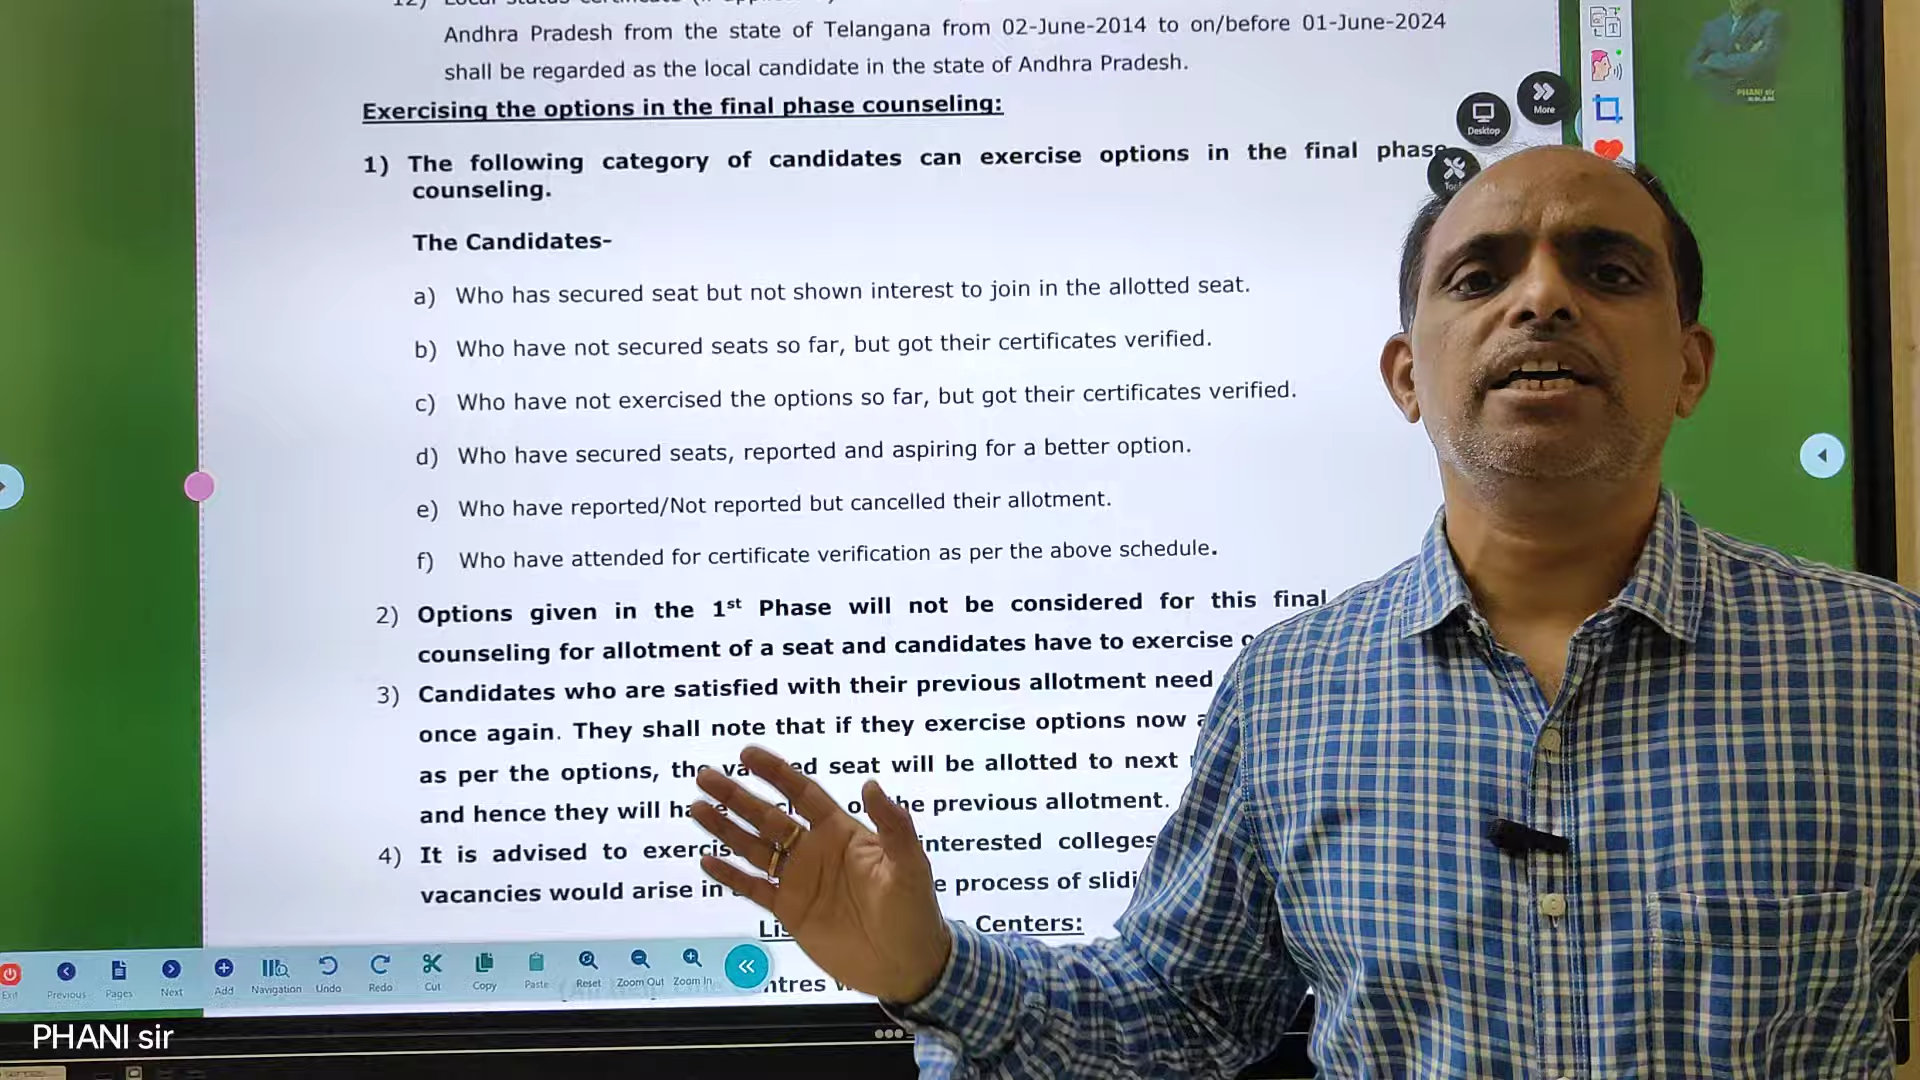 Andhra Pradesh from the state of Telangana from 02-June-2014 to on/before 01-June-2024
shall be regarded as the local candidate in the state of Andhra Pradesh.
PHANI sir
More
Desktop
Exercising the options in the final phase counseling:
1) The following category of candidates can exercise options in the final phase
counseling.
The Candidates-
a) Who has secured seat but not shown interest to join in the allotted seat.
b) Who have not secured seats so far, but got their certificates verified.
c) Who have not exercised the options so far, but got their certificates verified.
d) Who have secured seats, reported and aspiring for a better option.
e) Who have reported/Not reported but cancelled their allotment.
f) Who have attended for certificate verification as per the above schedule.
2) Options given in the 1st Phase will not be considered for this final
counseling for allotment of a seat and candidates have to exercise
3) Candidates who are satisfied with their previous allotment need
once again. They shall note that if they exercise options now
as per the options, the seat will be allotted to next
and hence they will the previous allotment.
4) It is advised to interested colleges
vacancies would arise in process of
Centers:
Exit Previous Pages Next Add Navigation Undo Redo Cut Copy Paste Reset Zoom Out Zoom In
PHANI sir